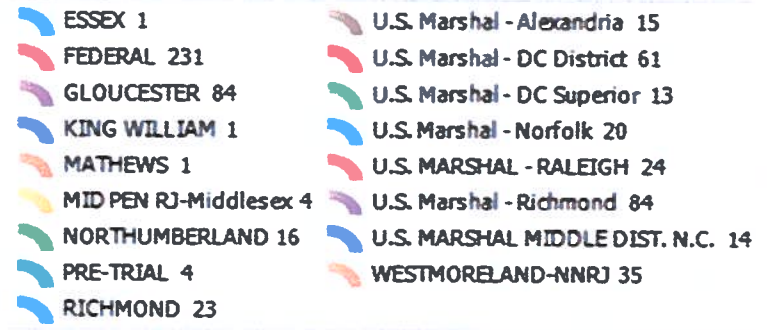 ESSEX 1
FEDERAL 231
GLOUCESTER 84
KING WILLIAM 1
MATHEWS 1
MID PEN RJ-Middlesex 4
NORTHUMBERLAND 16
PRE-TRIAL 4
RICHMOND 23
U.S. Marshal - Alexandria 15
U.S. Marshal - DC District 61
U.S. Marshal - DC Superior 13
U.S. Marshal - Norfolk 20
U.S. MARSHAL - RALEIGH 24
U.S. Marshal - Richmond 84
U.S. MARSHAL MIDDLE DIST. N.C. 14
WESTMORELAND-NNRJ 35